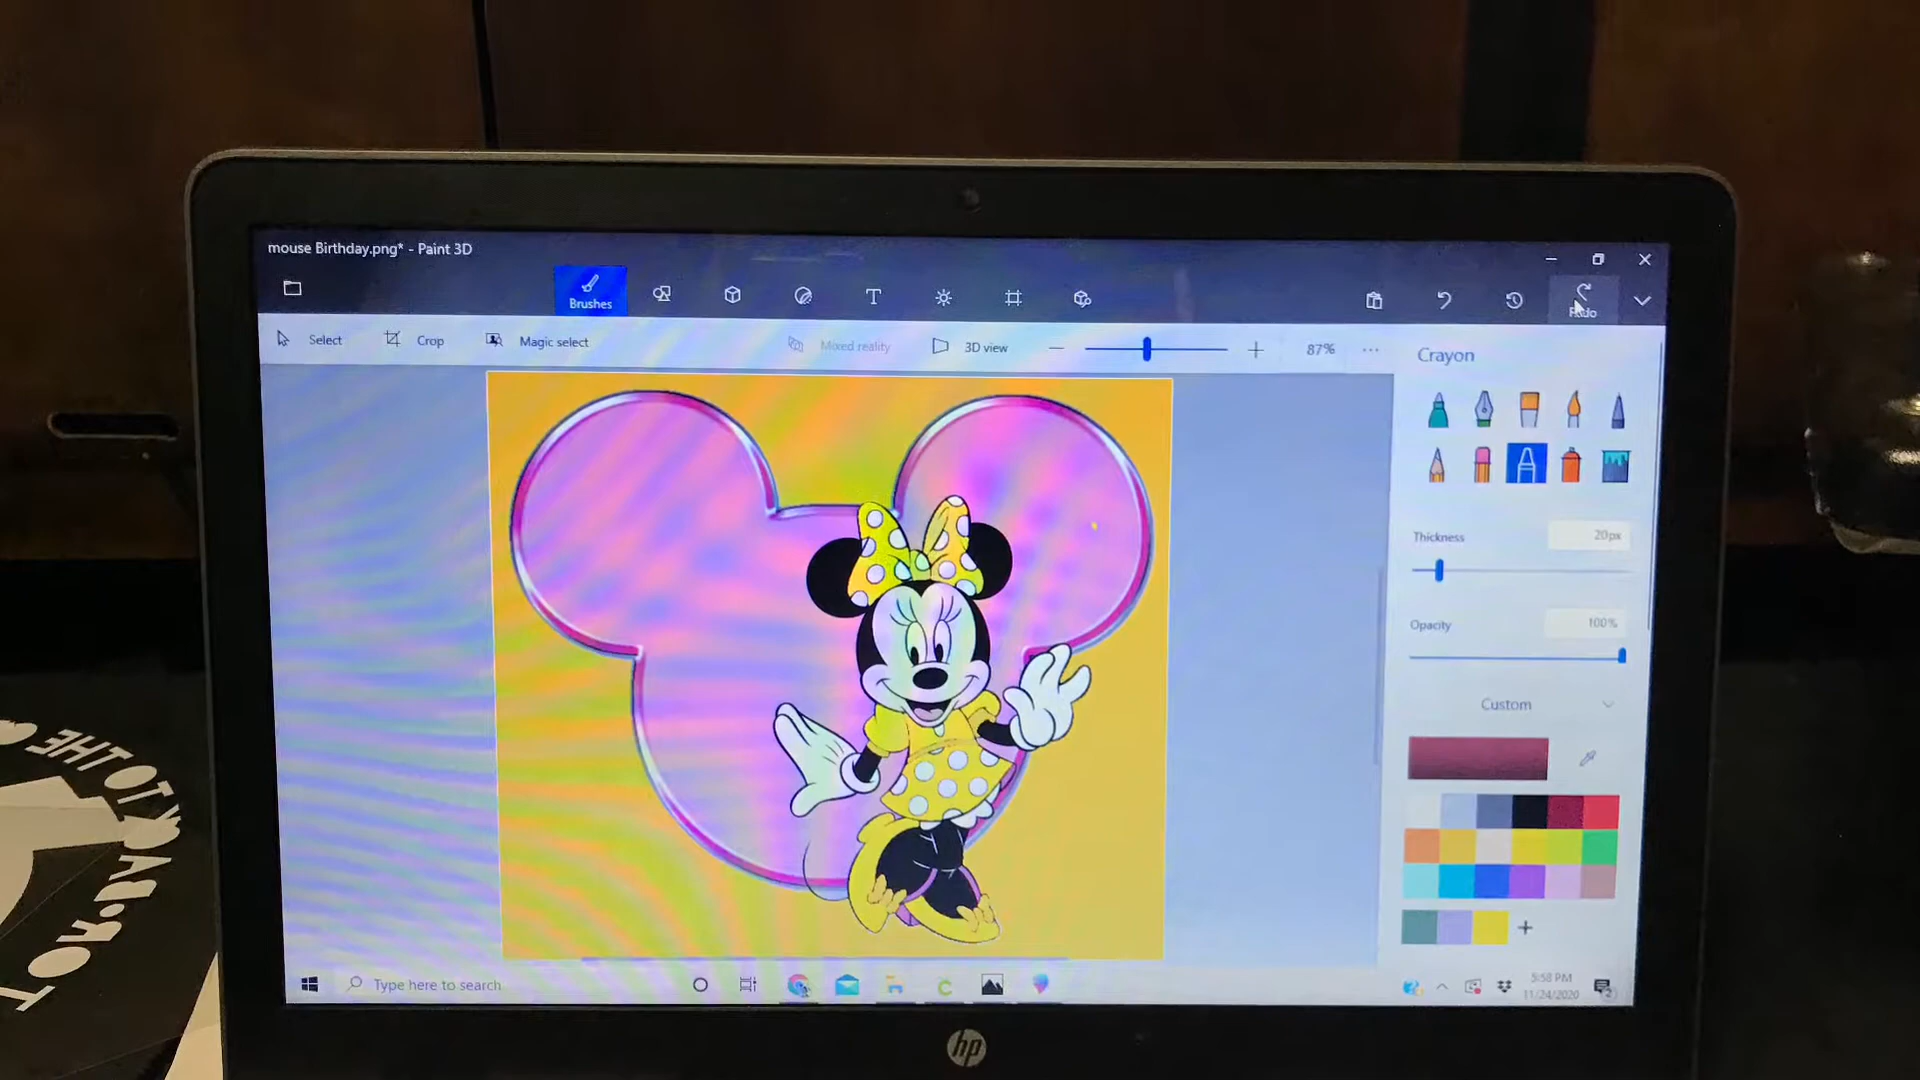 mouse Birthday.png* - Paint 3D
Brushes
Redo
Select
Crop
Magic select
Mixed reality
3D view
87%
Crayon
Thickness
20px
Opacity
100%
Custom
Type here to search
5:58 PM
11/24/2020
hp